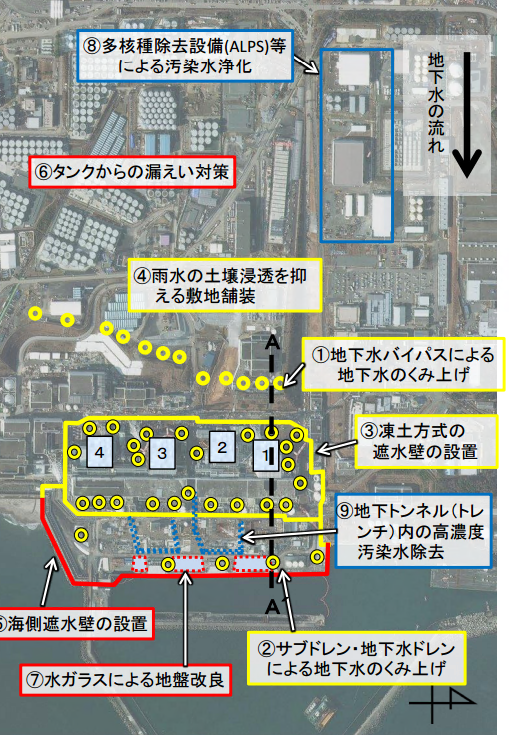 ⑧多核種除去設備(ALPS)等
による汚染水浄化
地下水の流れ
⑥タンクからの漏えい対策
④雨水の土壌浸透を抑
える敷地舗装
A
①地下水バイパスによる
地下水のくみ上げ
③凍土方式の
遮水壁の設置
4
3
2
1
⑨地下トンネル(トレ
ンチ)内の高濃度
汚染水除去
A'
⑤海側遮水壁の設置
②サブドレン・地下水ドレン
による地下水のくみ上げ
⑦水ガラスによる地盤改良